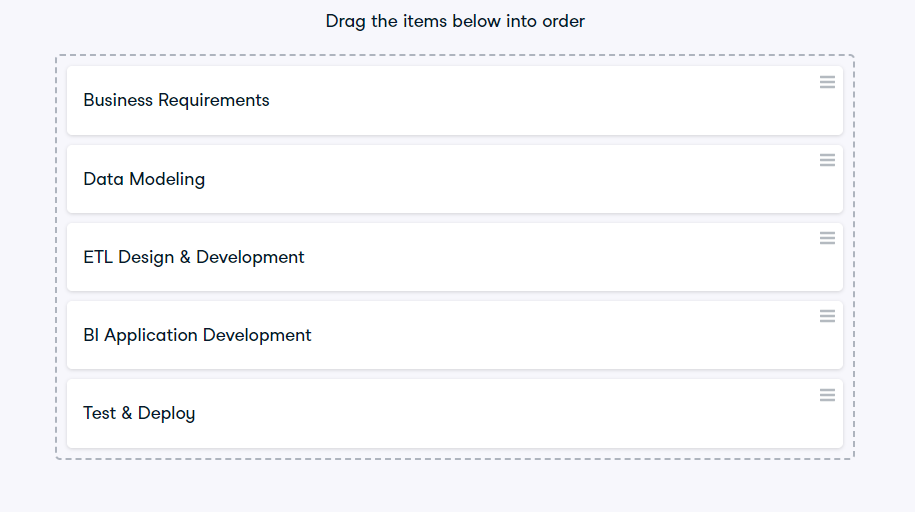 Drag the items below into order
Business Requirements
Data Modeling
ETL Design & Development
BI Application Development
Test & Deploy